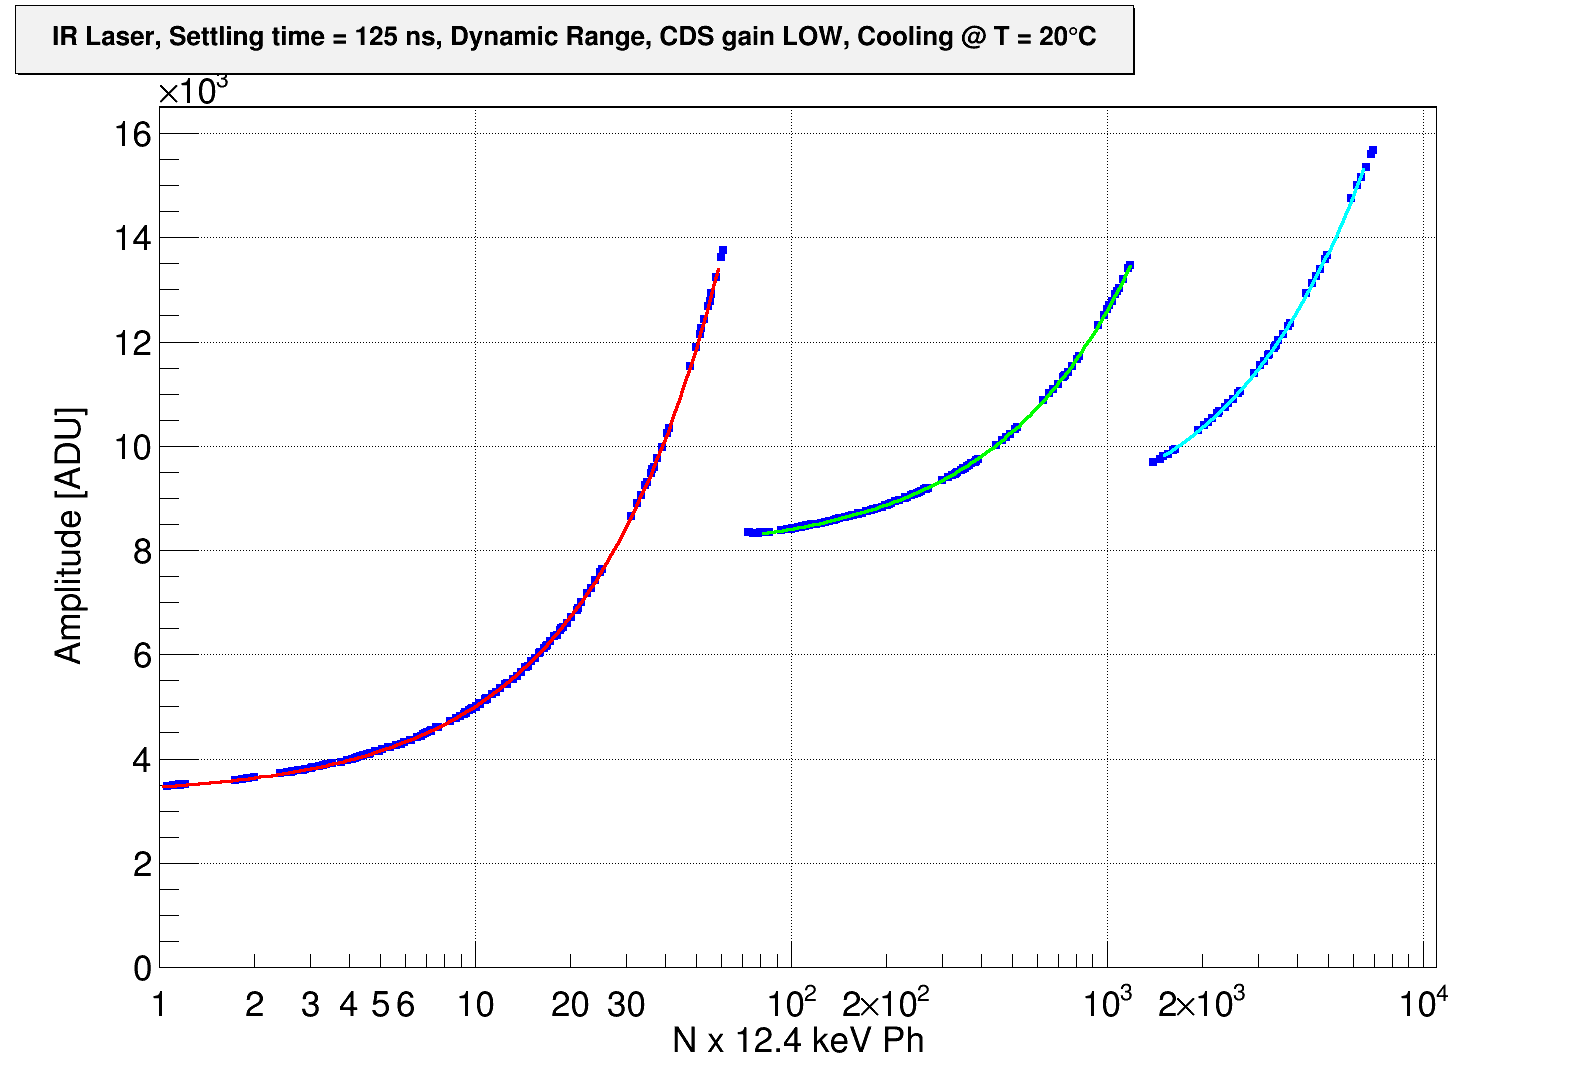 IR Laser, Settling time = 125 ns, Dynamic Range, CDS gain LOW, Cooling @ T = 20°C
×10³
16
14
12
10
8
6
4
2
0
Amplitude [ADU]
1 2 3 4 5 6 10 20 30 10² 2×10² 10³ 2×10³ 10⁴
N x 12.4 keV Ph